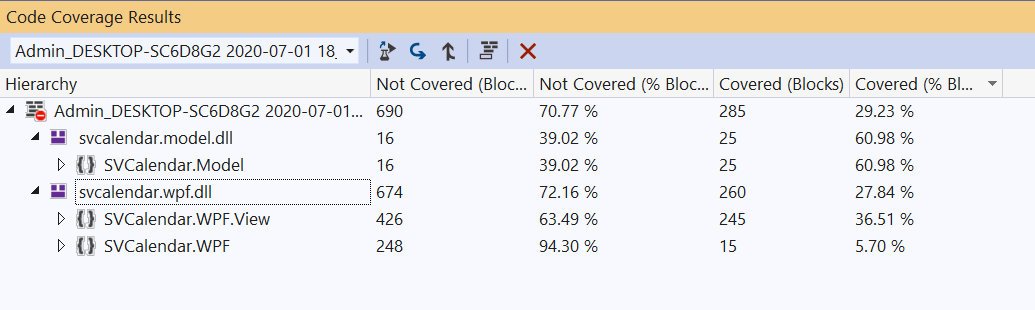 Code Coverage Results
Admin_DESKTOP-SC6D8G2 2020-07-01 18_
Hierarchy Not Covered (Bloc... Not Covered (% Bloc... Covered (Blocks) Covered (% Bl...
Admin_DESKTOP-SC6D8G2 2020-07-01... 690 70.77 % 285 29.23 %
svcalendar.model.dll 16 39.02 % 25 60.98 %
SVCalendar.Model 16 39.02 % 25 60.98 %
svcalendar.wpf.dll 674 72.16 % 260 27.84 %
SVCalendar.WPF.View 426 63.49 % 245 36.51 %
SVCalendar.WPF 248 94.30 % 15 5.70 %